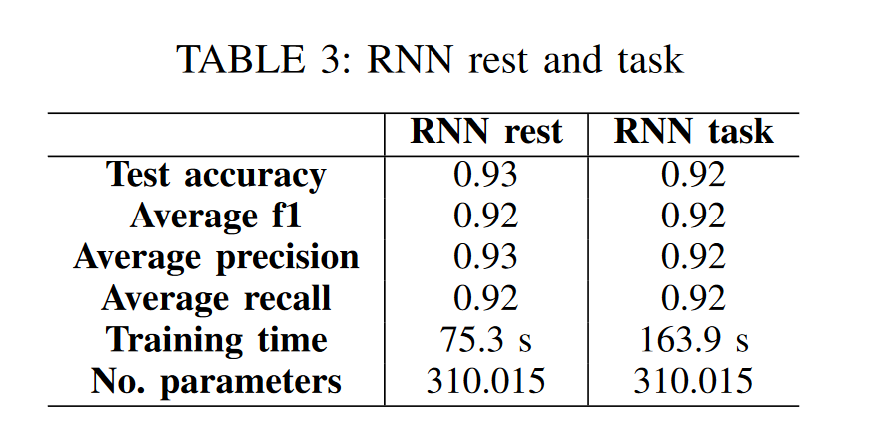 TABLE 3: RNN rest and task
RNN rest RNN task
Test accuracy 0.93 0.92
Average f1 0.92 0.92
Average precision 0.93 0.92
Average recall 0.92 0.92
Training time 75.3 s 163.9 s
No. parameters 310.015 310.015